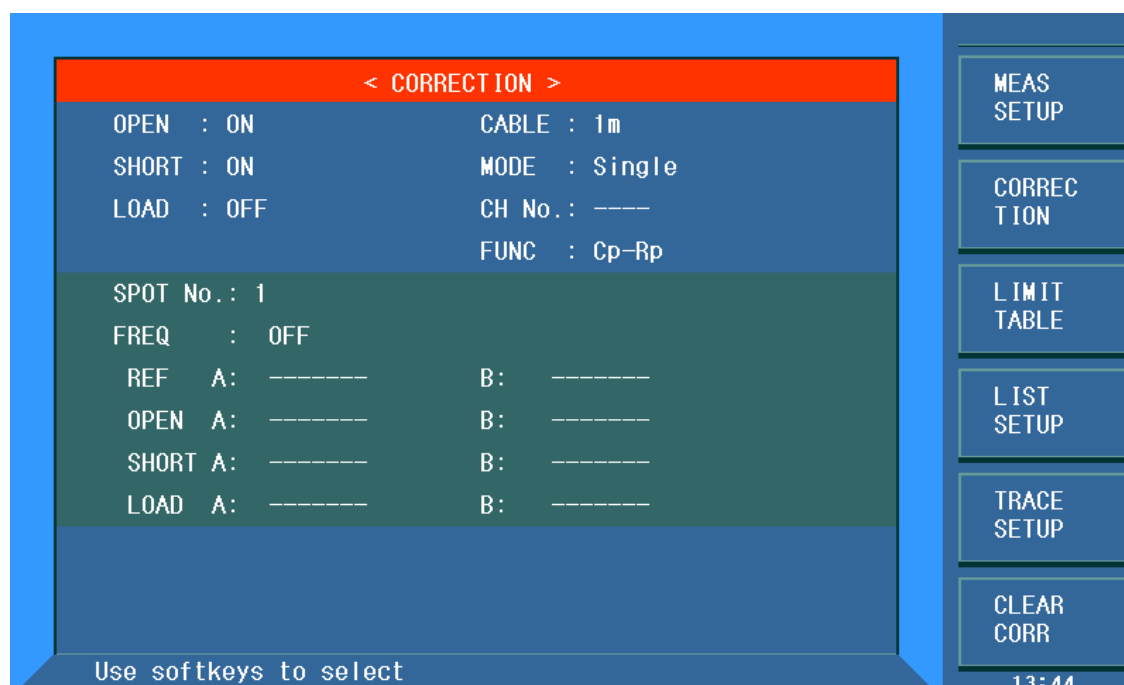 < CORRECTION >
OPEN : ON CABLE : 1m
SHORT : ON MODE : Single
LOAD : OFF CH No.: ----
FUNC : Cp-Rp
SPOT No.: 1
FREQ : OFF
REF A: ------- B: -------
OPEN A: ------- B: -------
SHORT A: ------- B: -------
LOAD A: ------- B: -------
Use softkeys to select
MEAS
SETUP
CORREC
TION
LIMIT
TABLE
LIST
SETUP
TRACE
SETUP
CLEAR
CORR
13:44